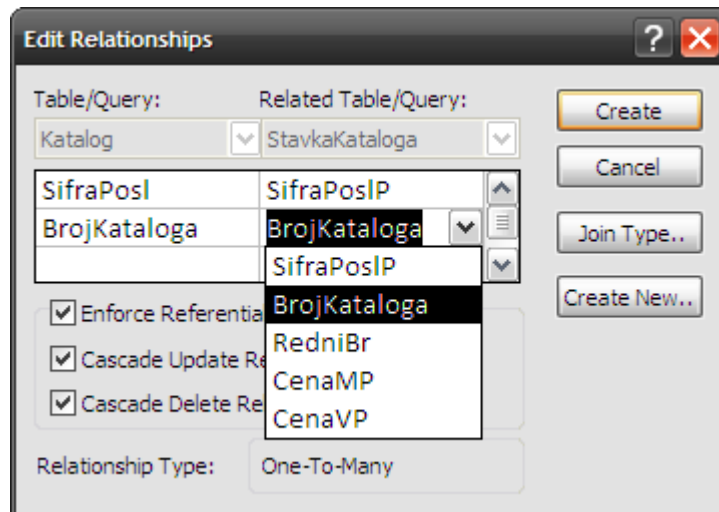 Edit Relationships
Table/Query: Related Table/Query:
Katalog StavkaKataloga
SifraPosl SifraPoslP
BrojKataloga BrojKataloga
SifraPoslP
BrojKataloga
RedniBr
CenaMP
CenaVP
Enforce Referentia
Cascade Update Re
Cascade Delete Re
Relationship Type: One-To-Many
Create
Cancel
Join Type..
Create New..